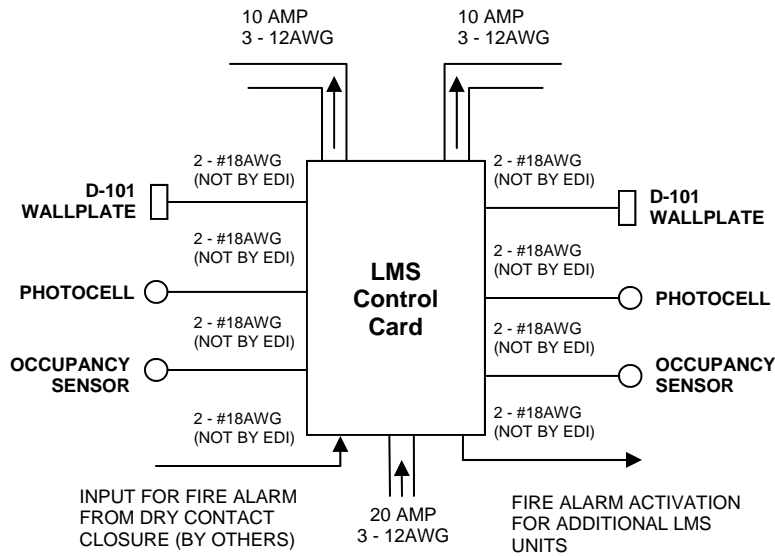 10 AMP
3 - 12AWG
10 AMP
3 - 12AWG
2 - #18AWG
(NOT BY EDI)
D-101
WALLPLATE
2 - #18AWG
(NOT BY EDI)
PHOTOCELL
2 - #18AWG
(NOT BY EDI)
OCCUPANCY
SENSOR
2 - #18AWG
(NOT BY EDI)
LMS
Control
Card
2 - #18AWG
(NOT BY EDI)
D-101
WALLPLATE
2 - #18AWG
(NOT BY EDI)
PHOTOCELL
2 - #18AWG
(NOT BY EDI)
OCCUPANCY
SENSOR
2 - #18AWG
(NOT BY EDI)
INPUT FOR FIRE ALARM
FROM DRY CONTACT
CLOSURE (BY OTHERS)
20 AMP
3 - 12AWG
FIRE ALARM ACTIVATION
FOR ADDITIONAL LMS
UNITS